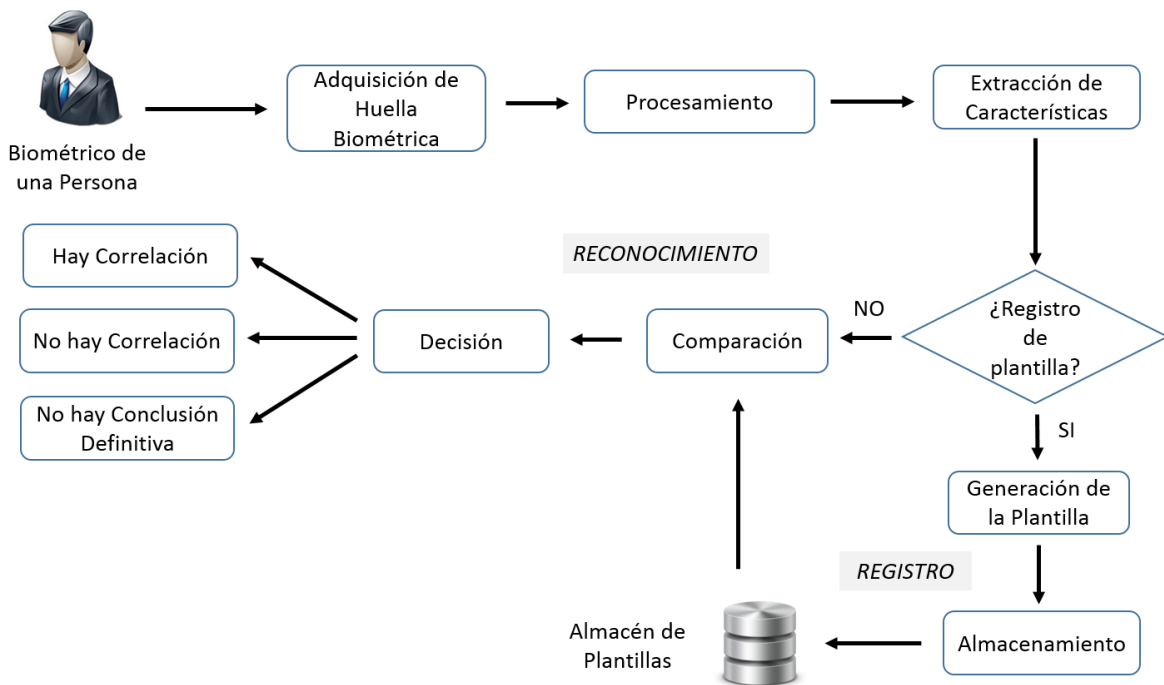 Biométrico de
una Persona
Adquisición de
Huella
Biométrica
Procesamiento
Extracción de
Características
¿Registro
de
plantilla?
NO
SI
RECONOCIMIENTO
Comparación
Decisión
Hay Correlación
No hay Correlación
No hay Conclusión
Definitiva
Generación de
la Plantilla
REGISTRO
Almacenamiento
Almacén de
Plantillas